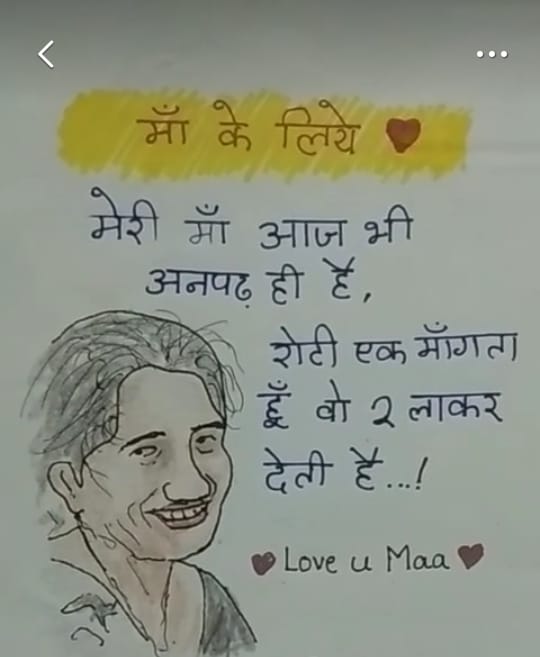 माँ के लिये ❤
मेरी माँ आज भी
अनपढ़ ही है,
रोटी एक माँगता
हूँ वो 2 लाकर
देती है...!
❤ Love u Maa ❤